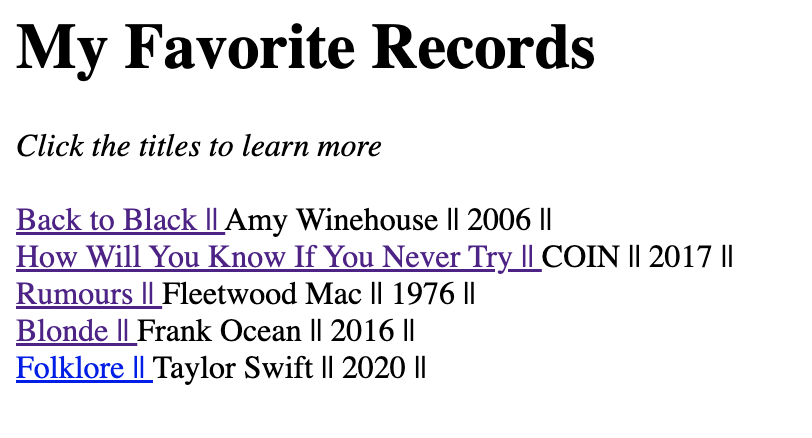 My Favorite Records
Click the titles to learn more
Back to Black || Amy Winehouse || 2006 ||
How Will You Know If You Never Try || COIN || 2017 ||
Rumours || Fleetwood Mac || 1976 ||
Blonde || Frank Ocean || 2016 ||
Folklore || Taylor Swift || 2020 ||